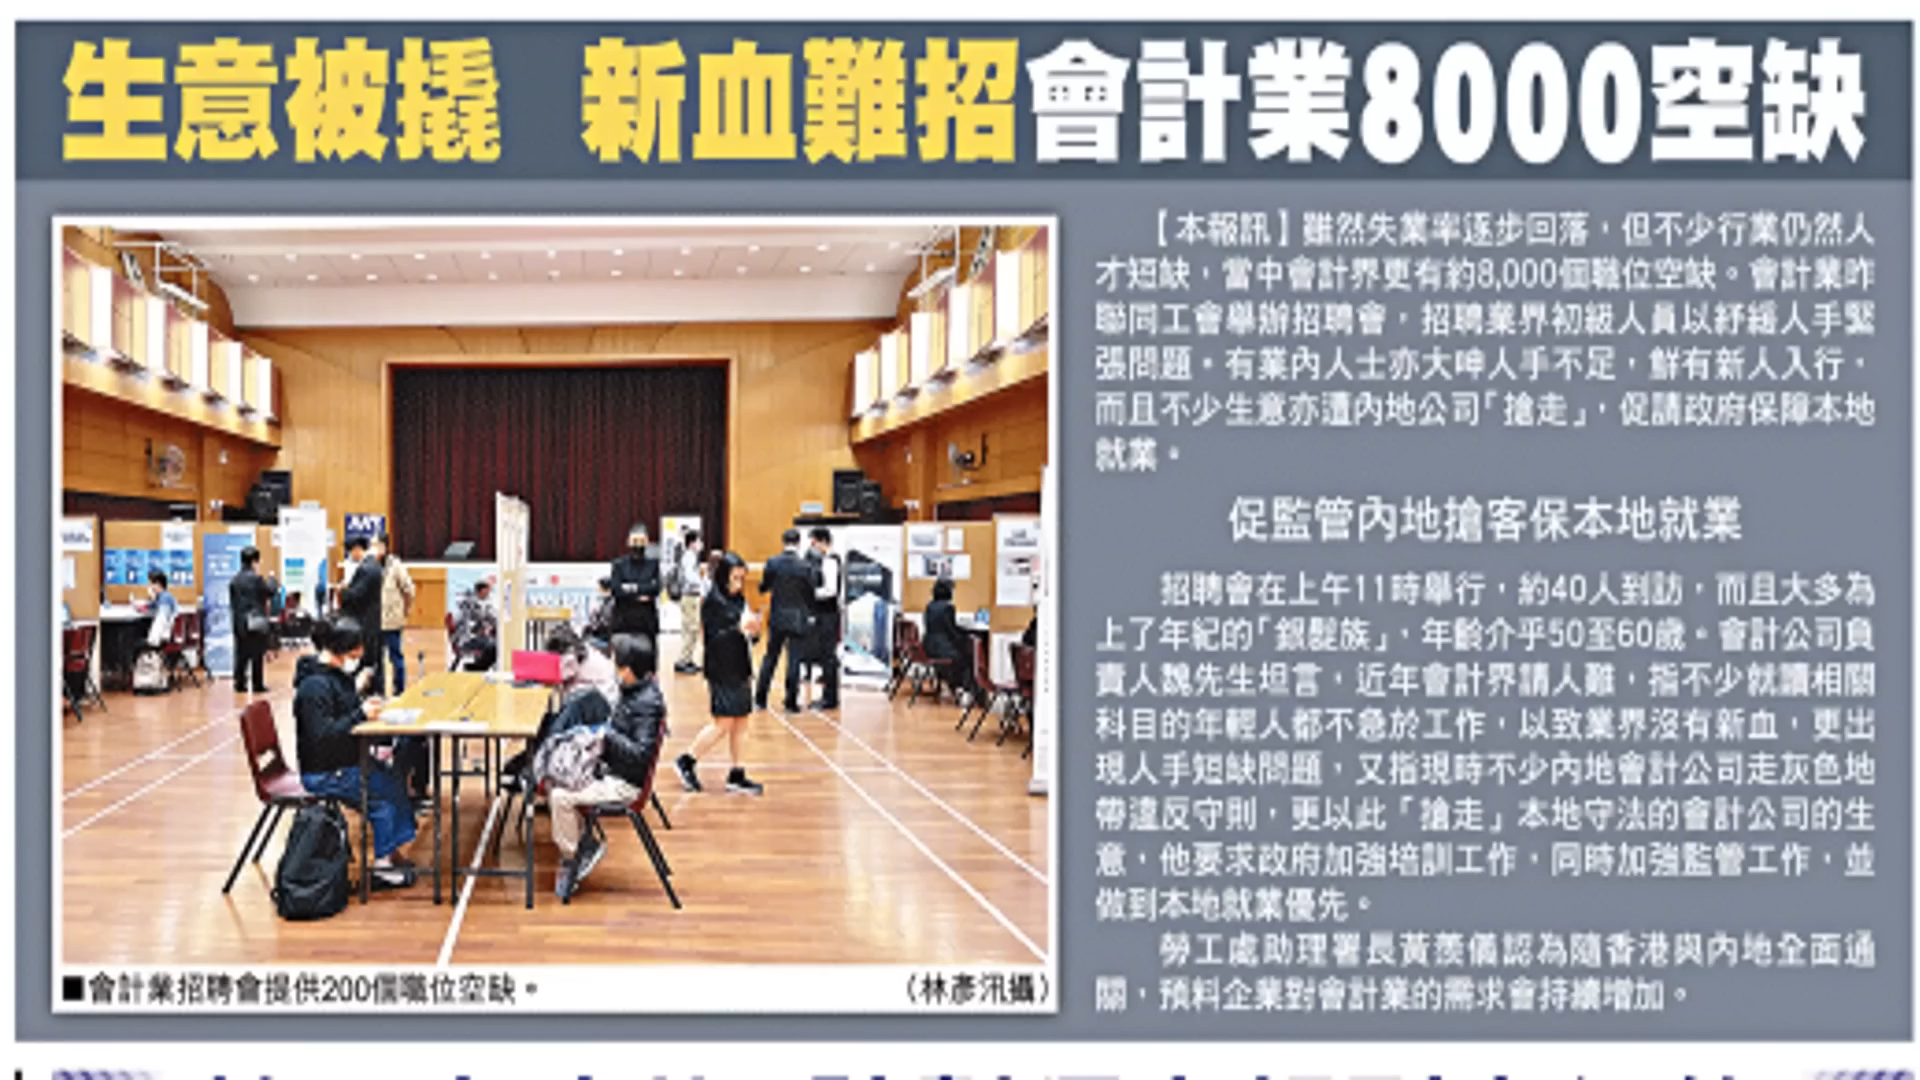 生意被撬 新血難招會計業8000空缺
【本報訊】雖然失業率逐步回落，但不少行業仍然人
才短缺，當中會計界更有約8,000個職位空缺。會計業昨
聯同工會舉辦招聘會，招聘業界初級人員以紓緩人手緊
張問題。有業內人士亦大呻人手不足，鮮有新人入行，
而且不少生意亦遭內地公司「搶走」，促請政府保障本地
就業。
促監管內地搶客保本地就業
招聘會在上午11時舉行，約40人到訪，而且大多為
上了年紀的「銀髮族」，年齡介乎50至60歲。會計公司負
責人魏先生坦言，近年會計界請人難，指不少就讀相關
科目的年輕人都不急於工作，以致業界沒有新血，更出
現人手短缺問題，又指現時不少內地會計公司走灰色地
帶違反守則，更以此「搶走」本地守法的會計公司的生
意，他要求政府加強培訓工作，同時加強監管工作，並
做到本地就業優先。
勞工處助理署長黃羨儀認為隨香港與內地全面通
關，預料企業對會計業的需求會持續增加。
■會計業招聘會提供200個職位空缺。 （林彥汛攝）